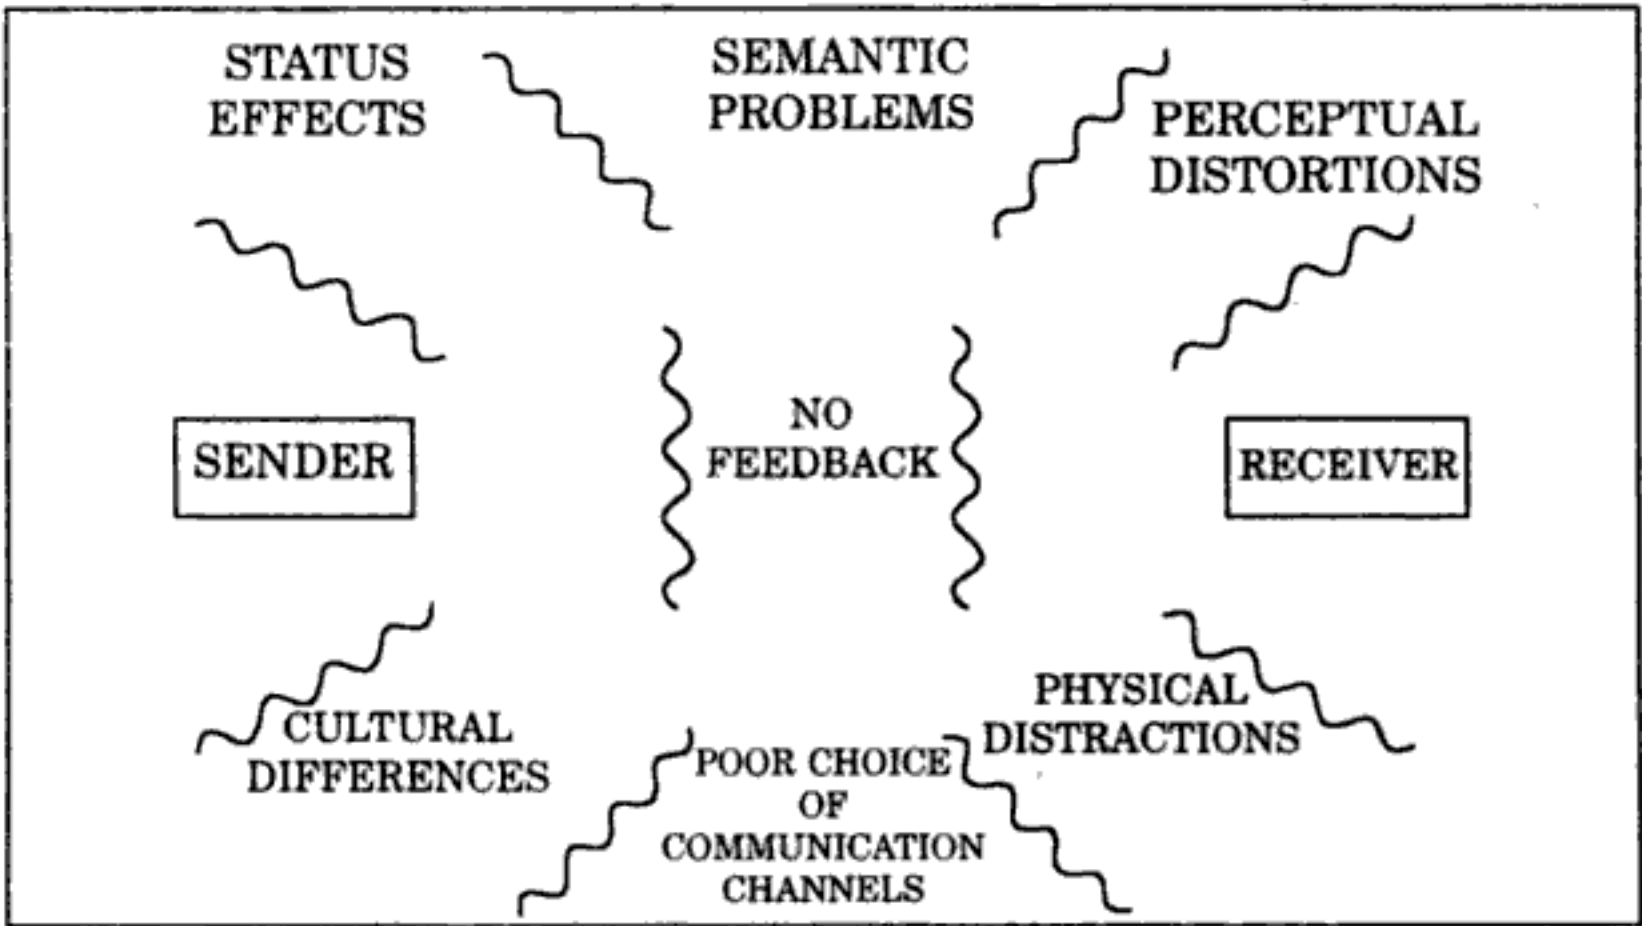 STATUS
EFFECTS
SEMANTIC
PROBLEMS
PERCEPTUAL
DISTORTIONS
SENDER
NO
FEEDBACK
RECEIVER
CULTURAL
DIFFERENCES
POOR CHOICE
OF
COMMUNICATION
CHANNELS
PHYSICAL
DISTRACTIONS